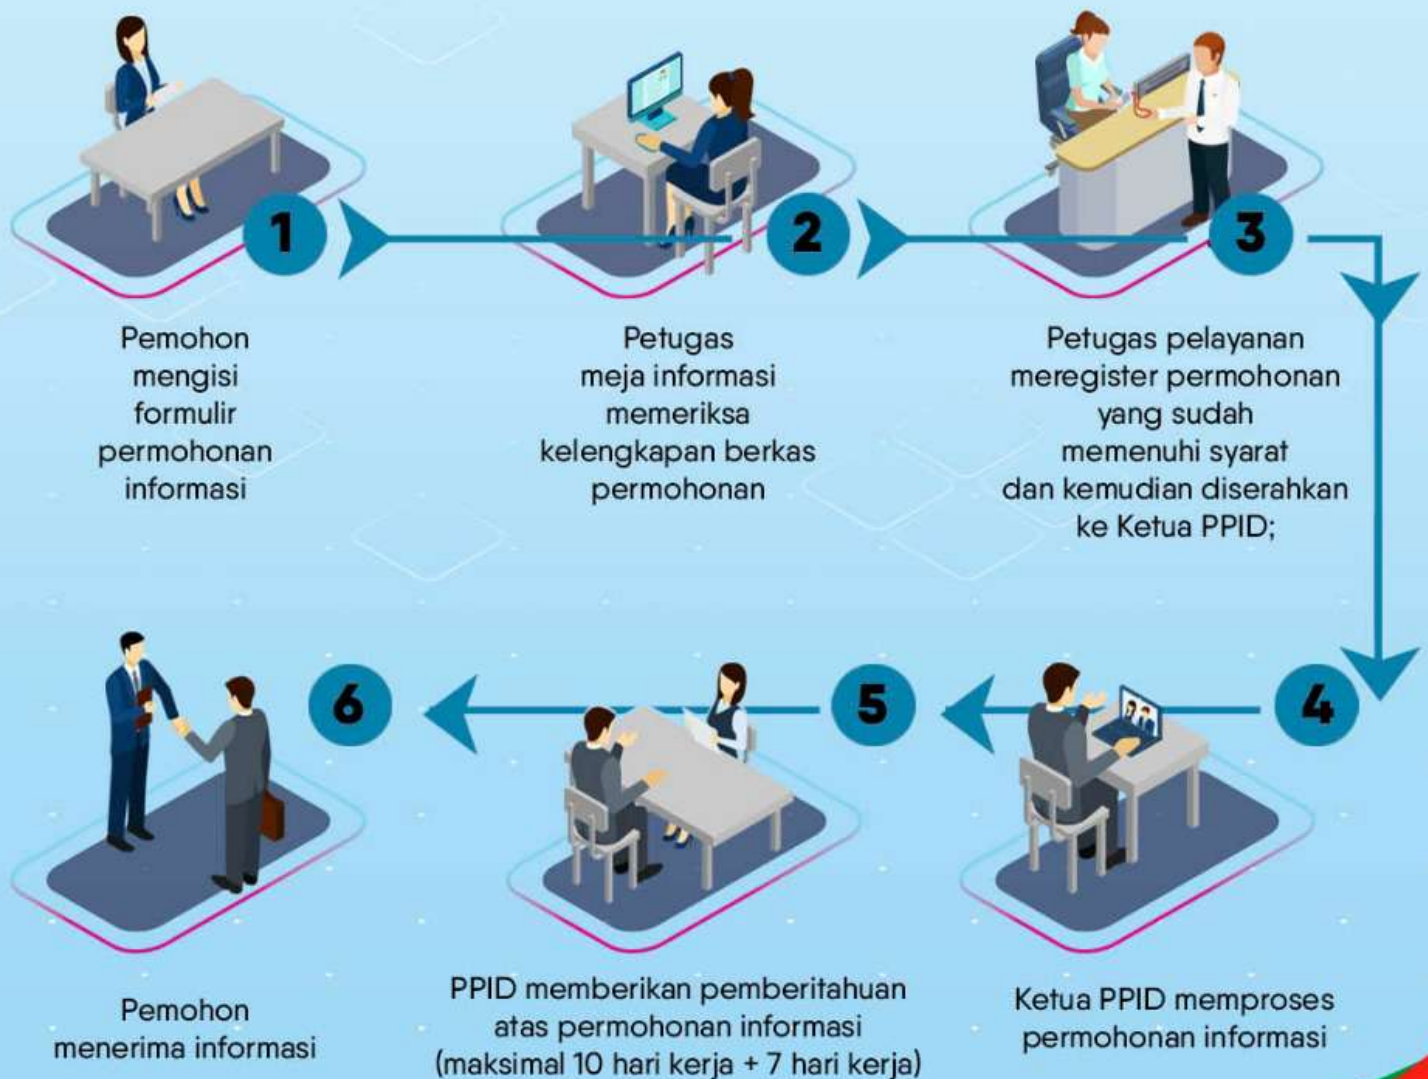 1
Pemohon
mengisi
formulir
permohonan
informasi
2
Petugas
meja informasi
memeriksa
kelengkapan berkas
permohonan
3
Petugas pelayanan
meregister permohonan
yang sudah
memenuhi syarat
dan kemudian diserahkan
ke Ketua PPID;
4
Ketua PPID memproses
permohonan informasi
5
PPID memberikan pemberitahuan
atas permohonan informasi
(maksimal 10 hari kerja + 7 hari kerja)
6
Pemohon
menerima informasi